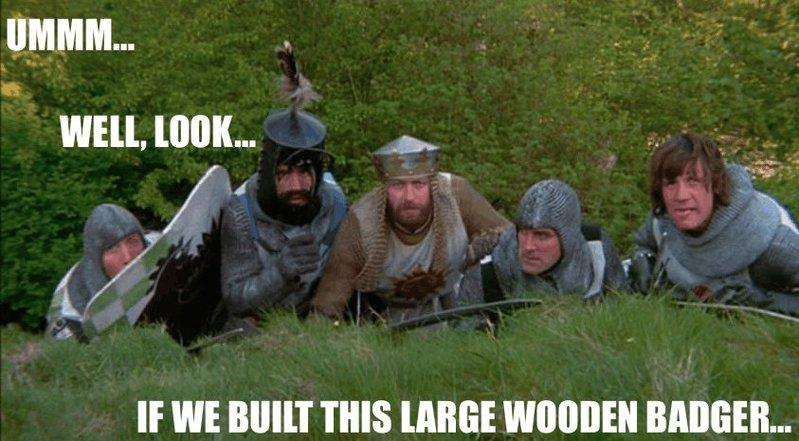 UMMM...
WELL, LOOK...
IF WE BUILT THIS LARGE WOODEN BADGER...